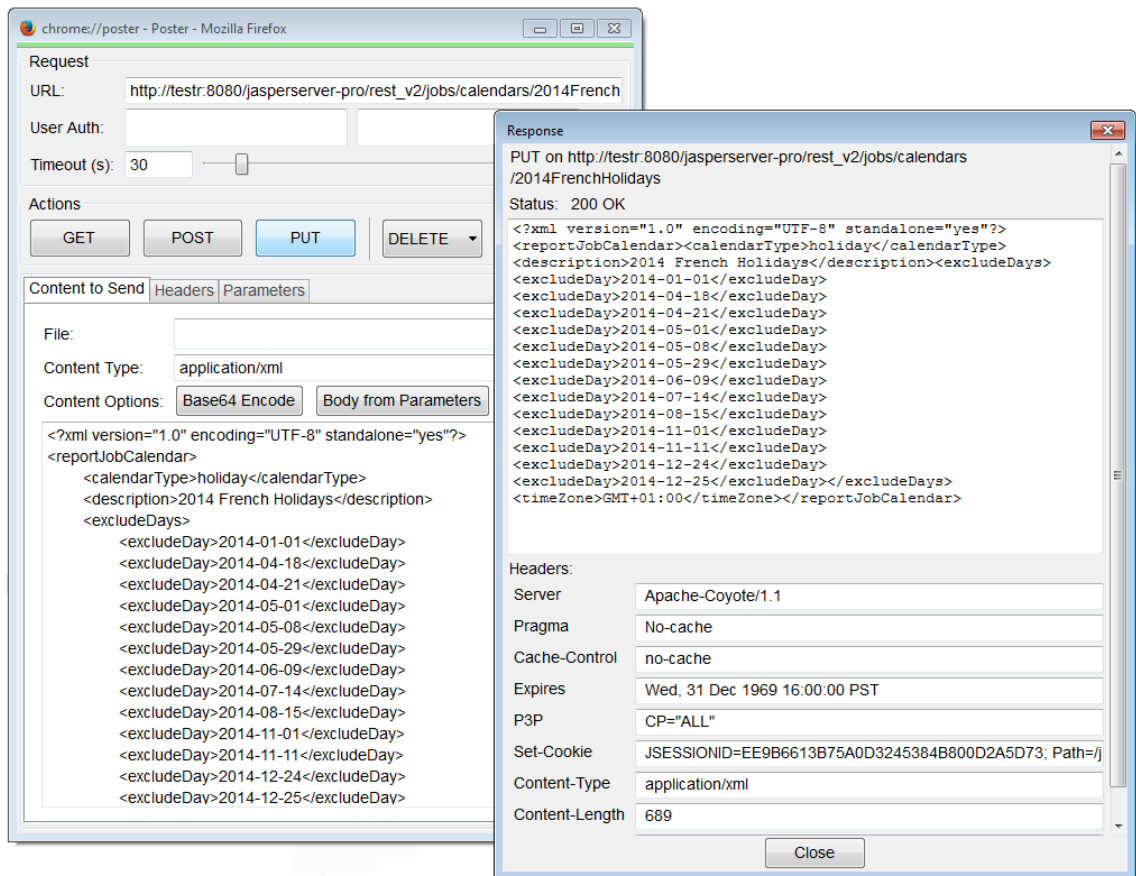 chrome://poster - Poster - Mozilla Firefox
Request
URL: http://testr:8080/jasperserver-pro/rest_v2/jobs/calendars/2014French
User Auth:
Timeout (s): 30
Actions
GET POST PUT DELETE
Content to Send Headers Parameters
File:
Content Type: application/xml
Content Options: Base64 Encode Body from Parameters
<?xml version="1.0" encoding="UTF-8" standalone="yes"?>
<reportJobCalendar>
<calendarType>holiday</calendarType>
<description>2014 French Holidays</description>
<excludeDays>
<excludeDay>2014-01-01</excludeDay>
<excludeDay>2014-04-18</excludeDay>
<excludeDay>2014-04-21</excludeDay>
<excludeDay>2014-05-01</excludeDay>
<excludeDay>2014-05-08</excludeDay>
<excludeDay>2014-05-29</excludeDay>
<excludeDay>2014-06-09</excludeDay>
<excludeDay>2014-07-14</excludeDay>
<excludeDay>2014-08-15</excludeDay>
<excludeDay>2014-11-01</excludeDay>
<excludeDay>2014-11-11</excludeDay>
<excludeDay>2014-12-24</excludeDay>
<excludeDay>2014-12-25</excludeDay>
Response
PUT on http://testr:8080/jasperserver-pro/rest_v2/jobs/calendars
/2014FrenchHolidays
Status: 200 OK
<?xml version="1.0" encoding="UTF-8" standalone="yes"?>
<reportJobCalendar><calendarType>holiday</calendarType>
<description>2014 French Holidays</description><excludeDays>
<excludeDay>2014-01-01</excludeDay>
<excludeDay>2014-04-18</excludeDay>
<excludeDay>2014-04-21</excludeDay>
<excludeDay>2014-05-01</excludeDay>
<excludeDay>2014-05-08</excludeDay>
<excludeDay>2014-05-29</excludeDay>
<excludeDay>2014-06-09</excludeDay>
<excludeDay>2014-07-14</excludeDay>
<excludeDay>2014-08-15</excludeDay>
<excludeDay>2014-11-01</excludeDay>
<excludeDay>2014-11-11</excludeDay>
<excludeDay>2014-12-24</excludeDay>
<excludeDay>2014-12-25</excludeDay></excludeDays>
<timeZone>GMT+01:00</timeZone></reportJobCalendar>
Headers:
Server Apache-Coyote/1.1
Pragma No-cache
Cache-Control no-cache
Expires Wed, 31 Dec 1969 16:00:00 PST
P3P CP="ALL"
Set-Cookie JSESSIONID=EE9B6613B75A0D3245384B800D2A5D73; Path=/j
Content-Type application/xml
Content-Length 689
Close